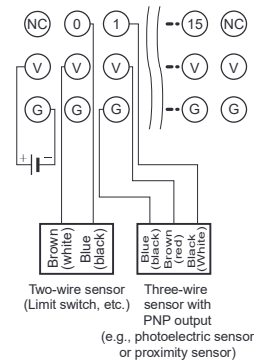 NC 0 1 15 NC
V V V V V
G G G G G
+ −
Brown
(white)
Blue
(black)
Blue
(black)
Brown
(red)
Black
(White)
Two-wire sensor
(Limit switch, etc.)
Three-wire
sensor with
PNP output
(e.g., photoelectric sensor
or proximity sensor)